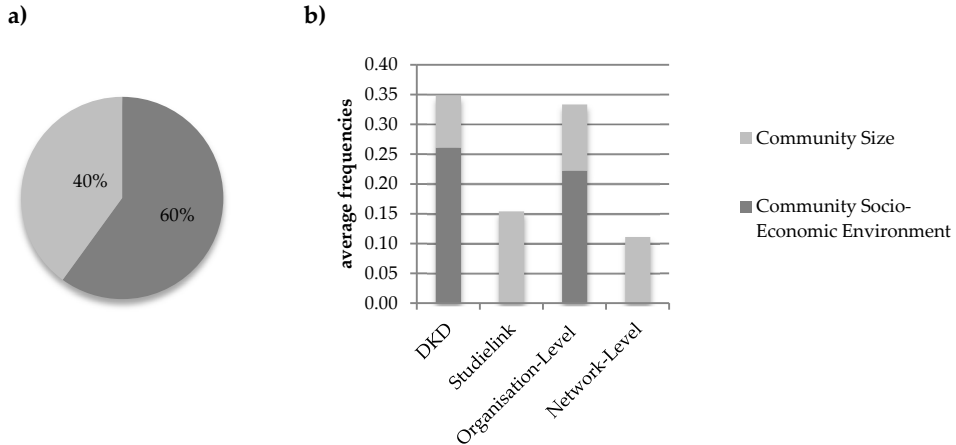 a)
40%
60%
b)
average frequencies
0.40
0.35
0.30
0.25
0.20
0.15
0.10
0.05
0.00
DKD
Studielink
Organisation-Level
Network-Level
Community Size
Community Socio-
Economic Environment